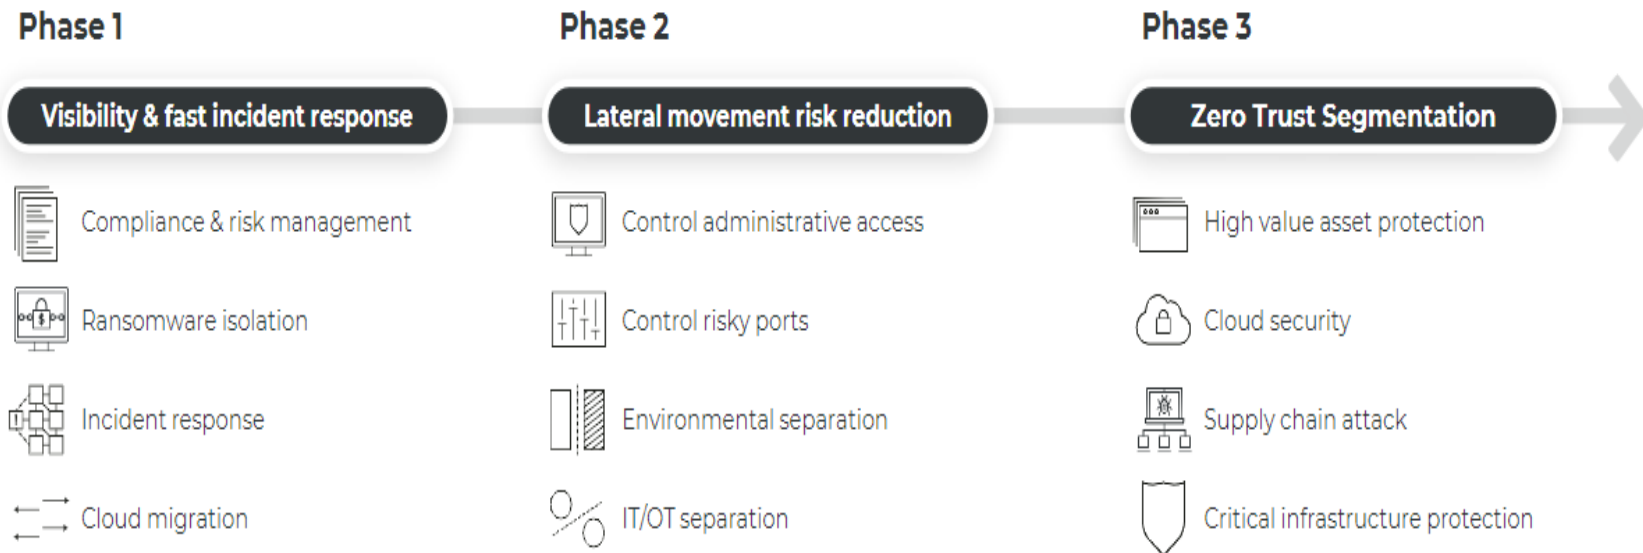 Phase 1
Phase 2
Phase 3
Visibility & fast incident response
Lateral movement risk reduction
Zero Trust Segmentation
Compliance & risk management
Control administrative access
High value asset protection
Ransomware isolation
Control risky ports
Cloud security
Incident response
Environmental separation
Supply chain attack
Cloud migration
IT/OT separation
Critical infrastructure protection